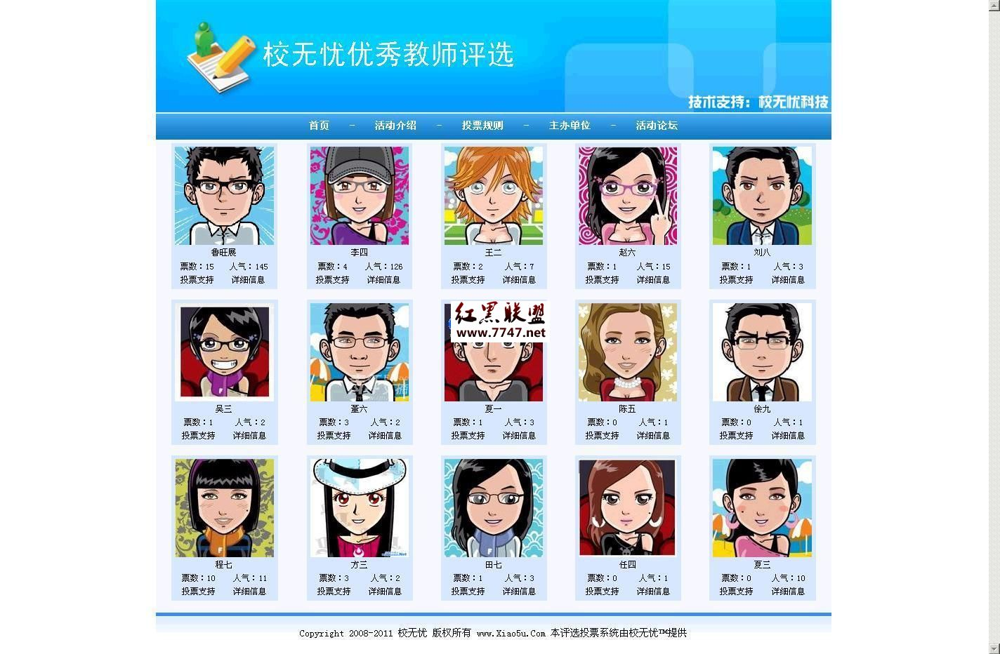 校无忧优秀教师评选
技术支持：校无忧科技
首页 - 活动介绍 - 投票规则 - 主办单位 - 活动论坛
鲁旺展 李四 王二 赵六 刘八
票数：15 人气：145 票数：4 人气：126 票数：2 人气：7 票数：1 人气：15 票数：1 人气：3
投票支持 详细信息 投票支持 详细信息 投票支持 详细信息 投票支持 详细信息 投票支持 详细信息
红黑联盟
www.7747.net
吴三 董六 夏一 陈五 徐九
票数：1 人气：2 票数：3 人气：2 票数：1 人气：3 票数：0 人气：1 票数：0 人气：1
投票支持 详细信息 投票支持 详细信息 投票支持 详细信息 投票支持 详细信息 投票支持 详细信息
程七 方三 田七 任四 夏三
票数：10 人气：11 票数：3 人气：2 票数：1 人气：3 票数：0 人气：1 票数：0 人气：10
投票支持 详细信息 投票支持 详细信息 投票支持 详细信息 投票支持 详细信息 投票支持 详细信息
Copyright 2008-2011 校无忧 版权所有 www.Xiao5u.Com 本评选投票系统由校无忧™提供